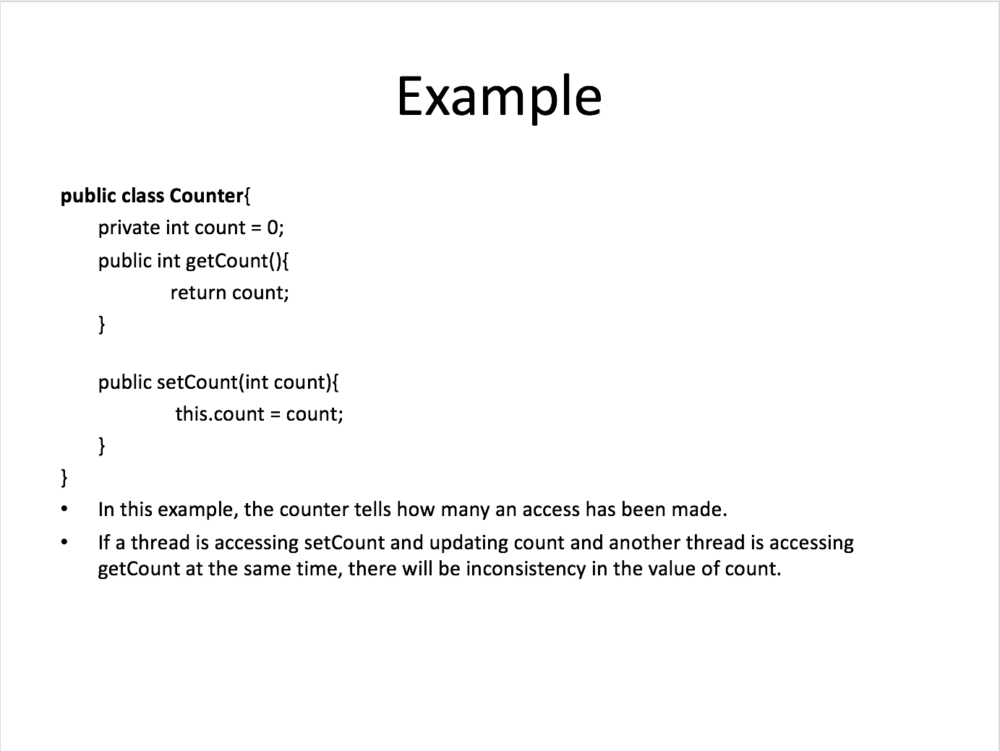 Example
public class Counter{
private int count = 0;
public int getCount(){
return count;
}
public setCount(int count){
this.count = count;
}
}
• In this example, the counter tells how many an access has been made.
• If a thread is accessing setCount and updating count and another thread is accessing
getCount at the same time, there will be inconsistency in the value of count.